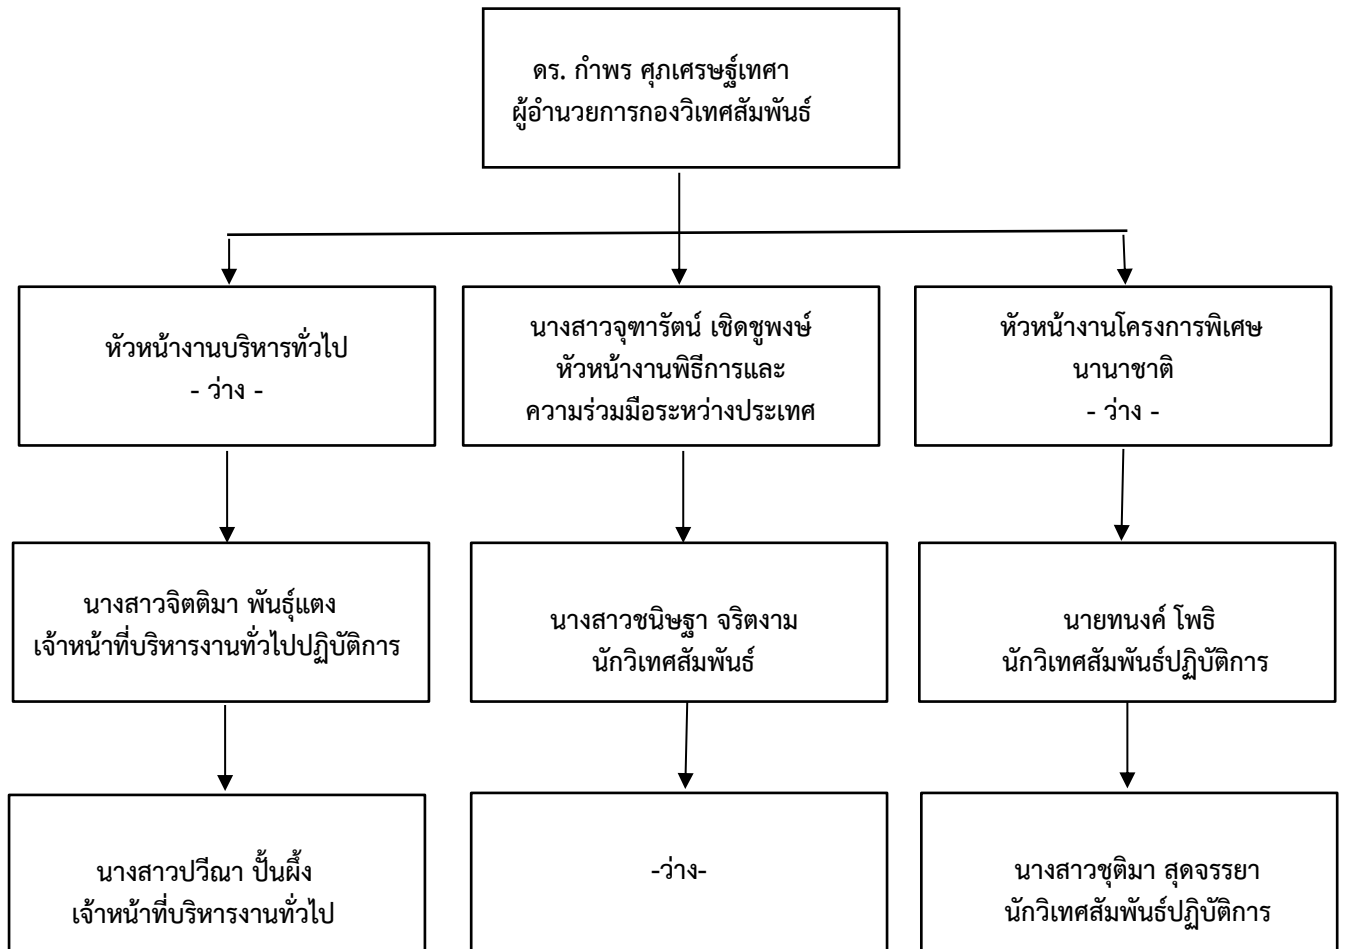 ดร. กำพร ศุภเศรษฐ์เทศา
ผู้อำนวยการกองวิเทศสัมพันธ์
หัวหน้างานบริหารทั่วไป
- ว่าง -
นางสาวจุฑารัตน์ เชิดชูพงษ์
หัวหน้างานพิธีการและ
ความร่วมมือระหว่างประเทศ
หัวหน้างานโครงการพิเศษ
นานาชาติ
- ว่าง -
นางสาวจิตติมา พันธุ์แตง
เจ้าหน้าที่บริหารงานทั่วไปปฏิบัติการ
นางสาวชนิษฐา จริตงาม
นักวิเทศสัมพันธ์
นายทนงค์ โพธิ
นักวิเทศสัมพันธ์ปฏิบัติการ
นางสาวปวีณา ปั้นผึ้ง
เจ้าหน้าที่บริหารงานทั่วไป
-ว่าง-
นางสาวชุติมา สุดจรรยา
นักวิเทศสัมพันธ์ปฏิบัติการ